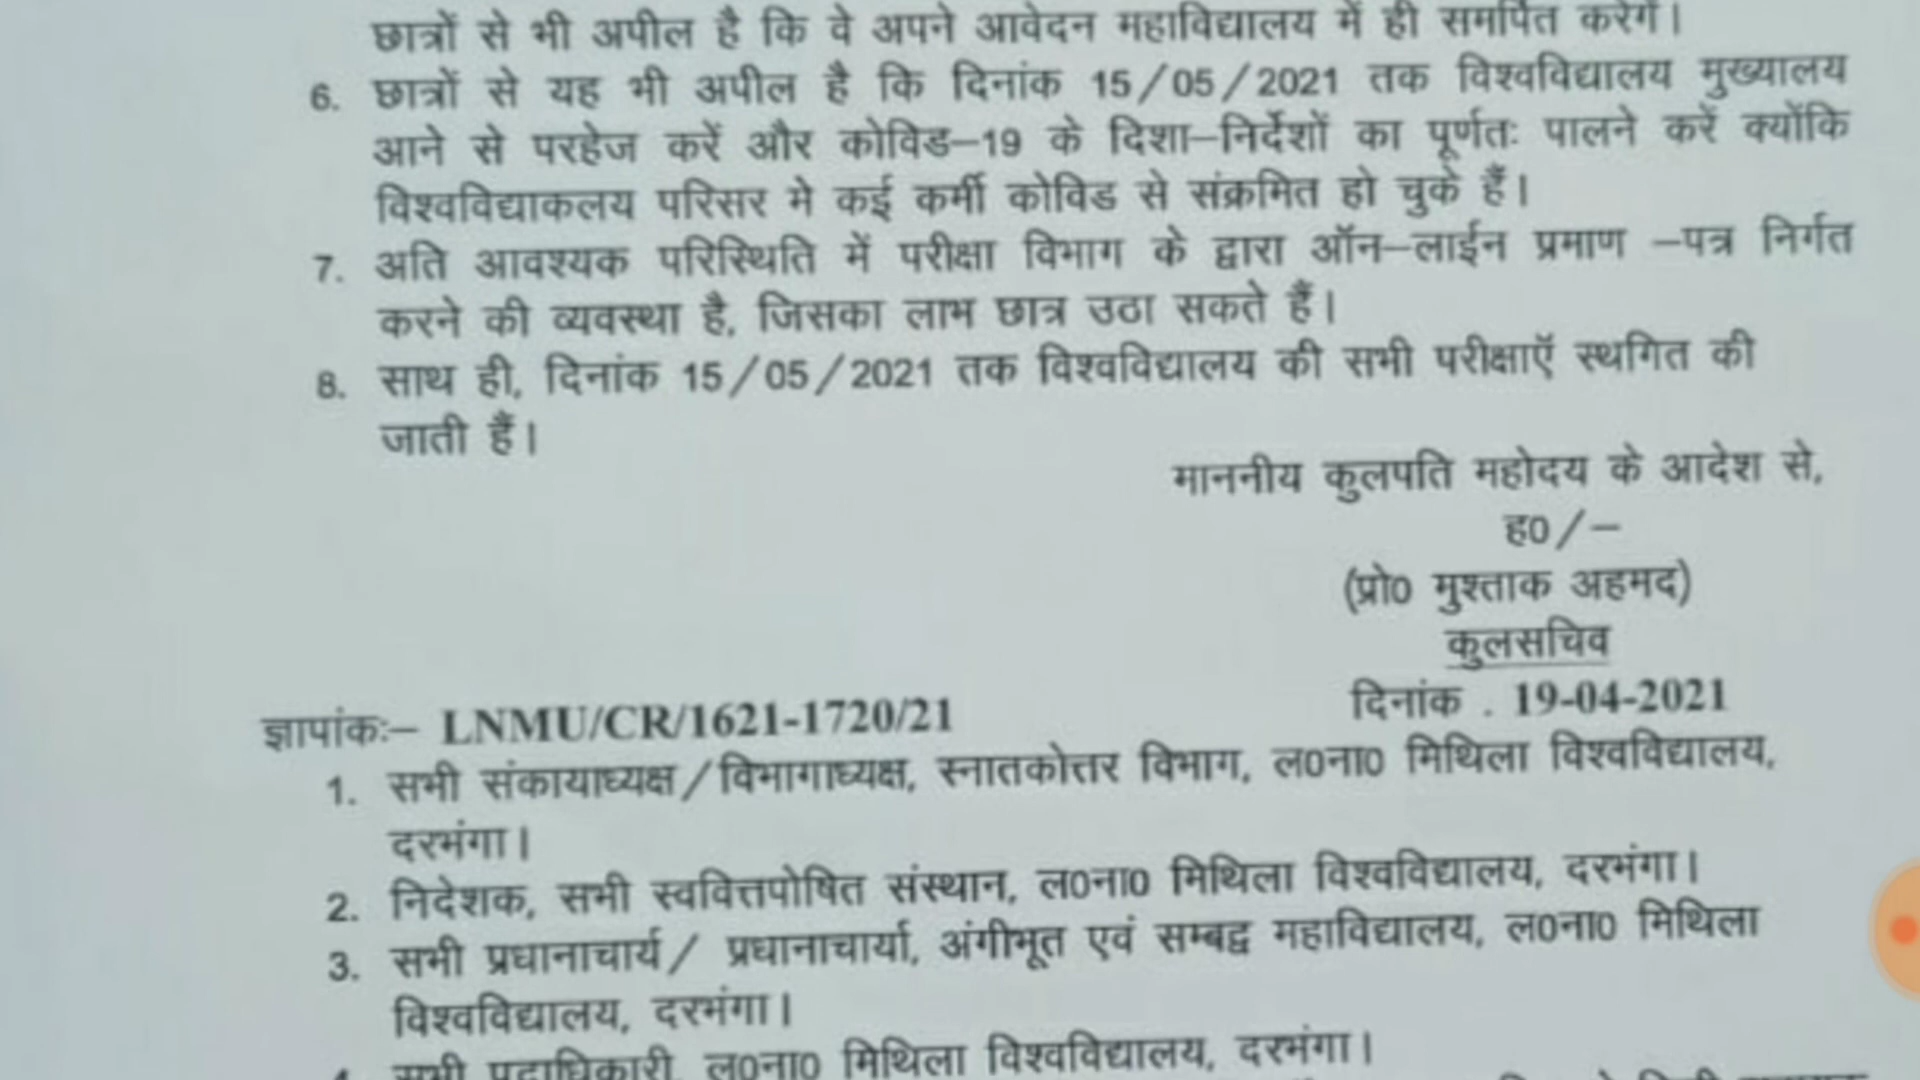 छात्रों से भी अपील है कि वे अपने आवेदन महाविद्यालय में ही समर्पित करेगें।
6. छात्रों से यह भी अपील है कि दिनांक 15/05/2021 तक विश्वविद्यालय मुख्यालय
आने से परहेज करें और कोविड–19 के दिशा–निर्देशों का पूर्णतः पालने करें क्योंकि
विश्वविद्याकलय परिसर मे कई कर्मी कोविड से संक्रमित हो चुके हैं।
7. अति आवश्यक परिस्थिति में परीक्षा विभाग के द्वारा ऑन–लाईन प्रमाण –पत्र निर्गत
करने की व्यवस्था है, जिसका लाभ छात्र उठा सकते हैं।
8. साथ ही, दिनांक 15/05/2021 तक विश्वविद्यालय की सभी परीक्षाऍ स्थगित की
जाती हैं।
माननीय कुलपति महोदय के आदेश से,
ह0/–
(प्रो0 मुश्ताक अहमद)
कुलसचिव
ज्ञापांकः– LNMU/CR/1621-1720/21 दिनांक . 19-04-2021
1. सभी संकायाध्यक्ष/विभागाध्यक्ष, स्नातकोत्तर विभाग, ल0ना0 मिथिला विश्वविद्यालय,
दरभंगा।
2. निदेशक, सभी स्ववित्तपोषित संस्थान, ल0ना0 मिथिला विश्वविद्यालय, दरभंगा।
3. सभी प्रधानाचार्य/ प्रधानाचार्या, अंगीभूत एवं सम्बद्व महाविद्यालय, ल0ना0 मिथिला
विश्वविद्यालय, दरभंगा।
4. सभी पदाधिकारी, ल0ना0 मिथिला विश्वविद्यालय, दरभंगा।